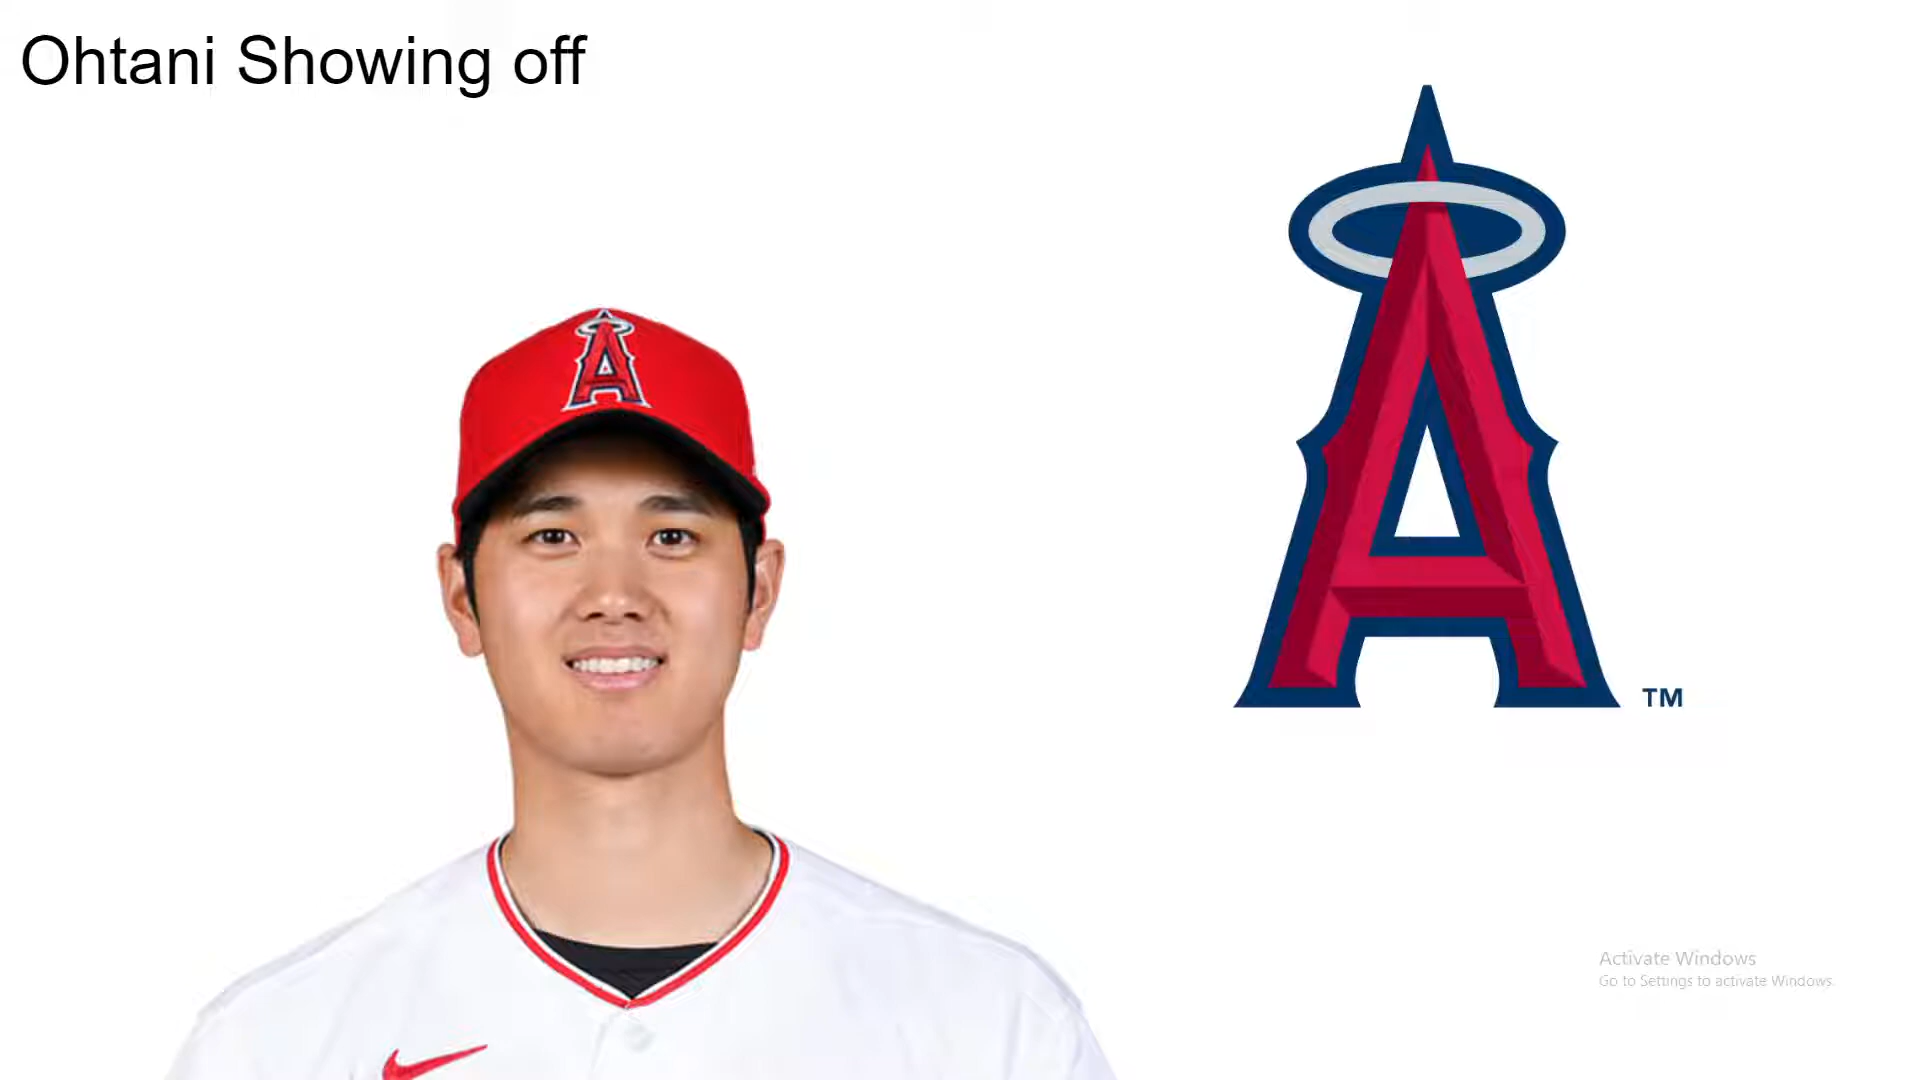 Ohtani Showing off
A
A
TM
Activate Windows
Go to Settings to activate Windows.